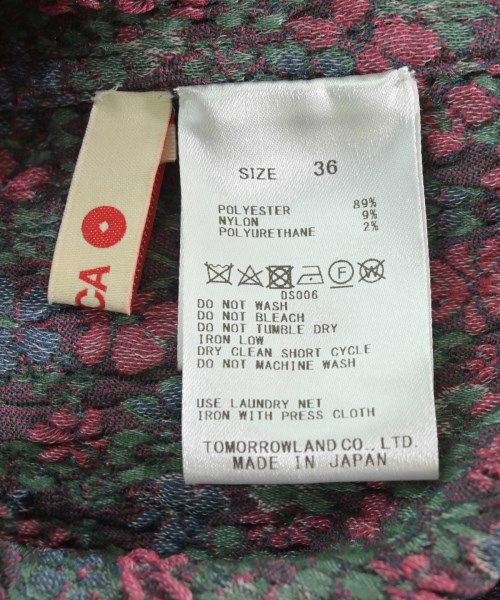 CA
SIZE 36
POLYESTER 89%
NYLON 9%
POLYURETHANE 2%
F W
DS006
DO NOT WASH
DO NOT BLEACH
DO NOT TUMBLE DRY
IRON LOW
DRY CLEAN SHORT CYCLE
DO NOT MACHINE WASH
USE LAUNDRY NET
IRON WITH PRESS CLOTH
TOMORROWLAND CO., LTD.
MADE IN JAPAN